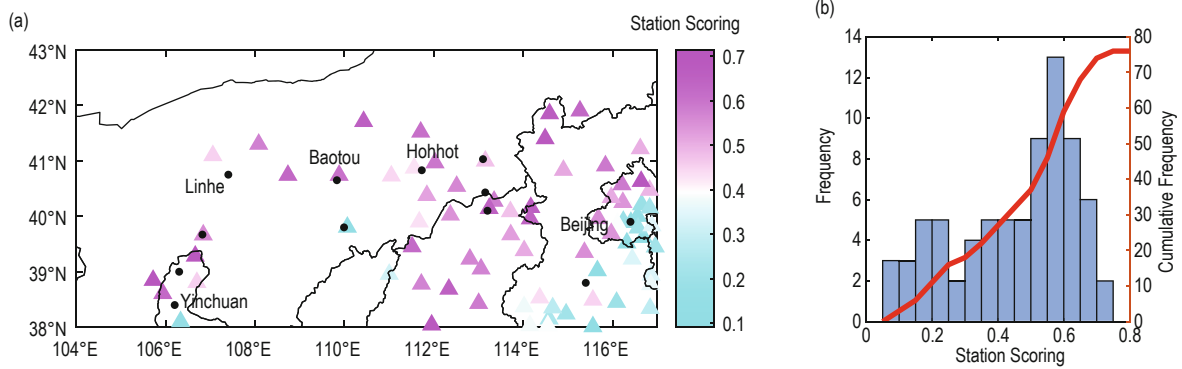 (a)
Station Scoring
43°N
42°N
41°N
40°N
39°N
38°N
104°E
106°E
108°E
110°E
112°E
114°E
116°E
Linhe
Baotou
Hohhot
Beijing
Yinchuan
0.7
0.6
0.5
0.4
0.3
0.2
0.1
(b)
14
12
10
8
6
4
2
0
Frequency
0
0.2
0.4
0.6
0.8
Station Scoring
80
70
60
50
40
30
20
10
0
Cumulative Frequency